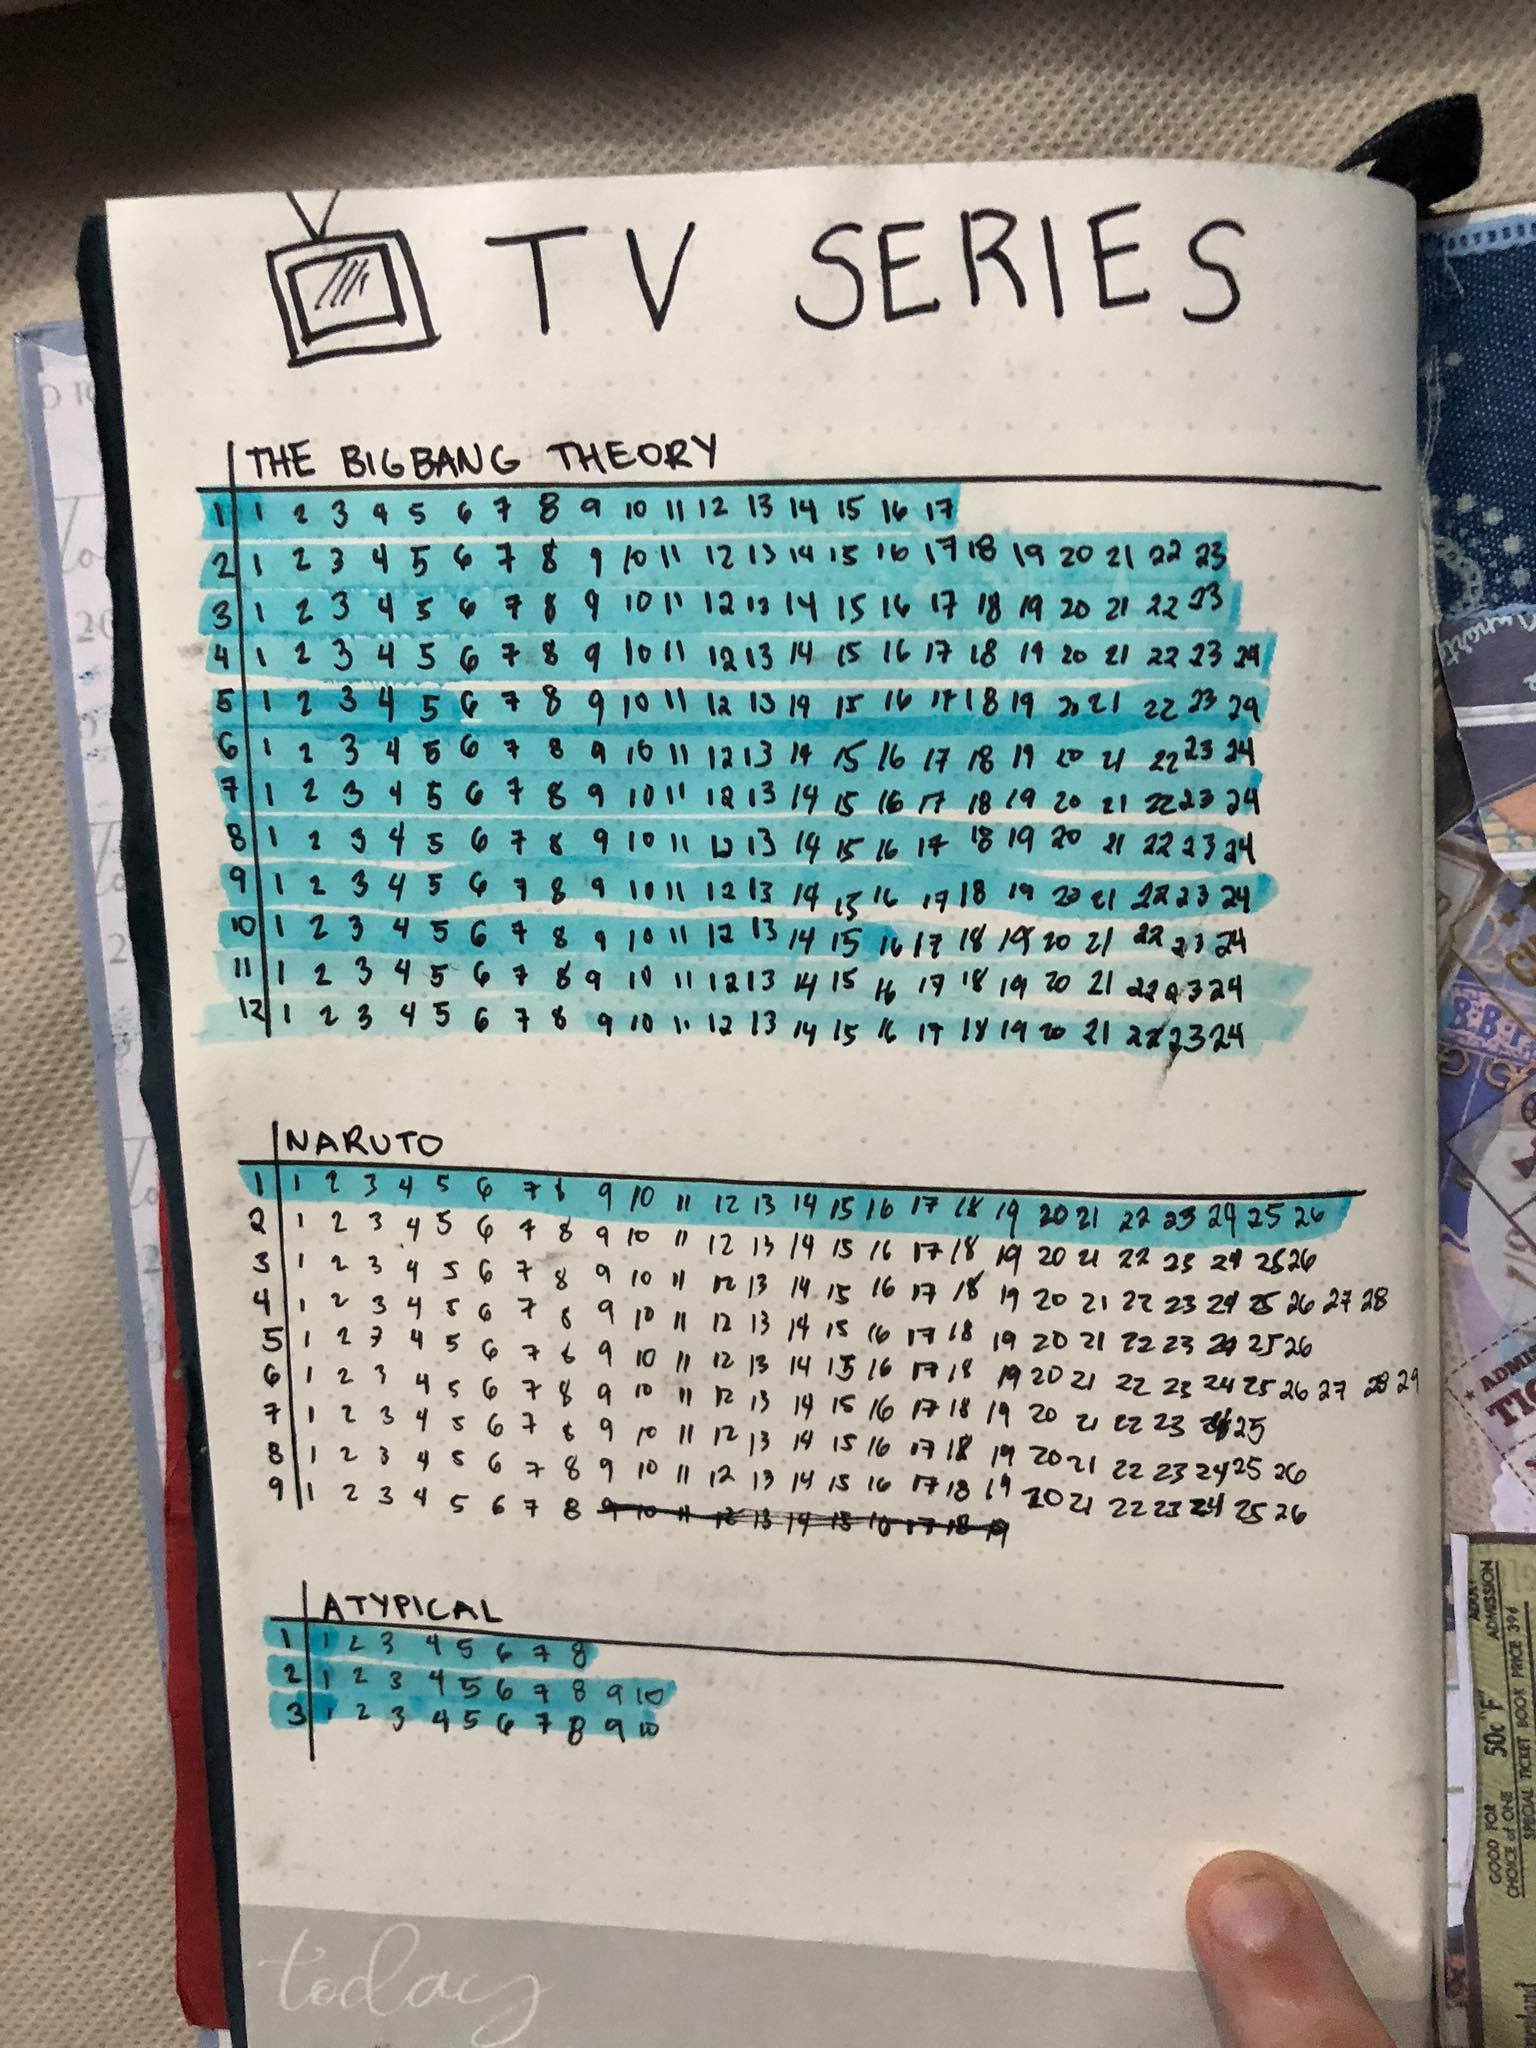 TV SERIES
THE BIGBANG THEORY
1 1 2 3 4 5 6 7 8 9 10 11 12 13 14 15 16 17
2 1 2 3 4 5 6 7 8 9 10 11 12 13 14 15 16 17 18 19 20 21 22 23
3 1 2 3 4 5 6 7 8 9 10 11 12 13 14 15 16 17 18 19 20 21 22 23
4 1 2 3 4 5 6 7 8 9 10 11 12 13 14 15 16 17 18 19 20 21 22 23 24
5 1 2 3 4 5 6 7 8 9 10 11 12 13 14 15 16 17 18 19 20 21 22 23 24
6 1 2 3 4 5 6 7 8 9 10 11 12 13 14 15 16 17 18 19 20 21 22 23 24
7 1 2 3 4 5 6 7 8 9 10 11 12 13 14 15 16 17 18 19 20 21 22 23 24
8 1 2 3 4 5 6 7 8 9 10 11 12 13 14 15 16 17 18 19 20 21 22 23 24
9 1 2 3 4 5 6 7 8 9 10 11 12 13 14 15 16 17 18 19 20 21 22 23 24
10 1 2 3 4 5 6 7 8 9 10 11 12 13 14 15 16 17 18 19 20 21 22 23 24
11 1 2 3 4 5 6 7 8 9 10 11 12 13 14 15 16 17 18 19 20 21 22 23 24
12 1 2 3 4 5 6 7 8 9 10 11 12 13 14 15 16 17 18 19 20 21 22 23 24
NARUTO
1 1 2 3 4 5 6 7 8 9 10 11 12 13 14 15 16 17 18 19 20 21 22 23 24 25 26
2 1 2 3 4 5 6 7 8 9 10 11 12 13 14 15 16 17 18 19 20 21 22 23 24 25 26
3 1 2 3 4 5 6 7 8 9 10 11 12 13 14 15 16 17 18 19 20 21 22 23 24 25 26 27 28
4 1 2 3 4 5 6 7 8 9 10 11 12 13 14 15 16 17 18 19 20 21 22 23 24 25 26
5 1 2 3 4 5 6 7 8 9 10 11 12 13 14 15 16 17 18 19 20 21 22 23 24 25 26 27 28 29
6 1 2 3 4 5 6 7 8 9 10 11 12 13 14 15 16 17 18 19 20 21 22 23 24 25
7 1 2 3 4 5 6 7 8 9 10 11 12 13 14 15 16 17 18 19 20 21 22 23 24 25 26
8 1 2 3 4 5 6 7 8 9 10 11 12 13 14 15 16 17 18 19 20 21 22 23 24 25 26
9 1 2 3 4 5 6 7 8 9 10 11 12 13 14 15 16 17 18 19
ATYPICAL
1 1 2 3 4 5 6 7 8
2 1 2 3 4 5 6 7 8 9 10
3 1 2 3 4 5 6 7 8 9 10
today
ADMISSION
GOOD FOR 50c "F"
CHOICE of ONE
SPECIAL TICKET BOOK PRICE 39¢